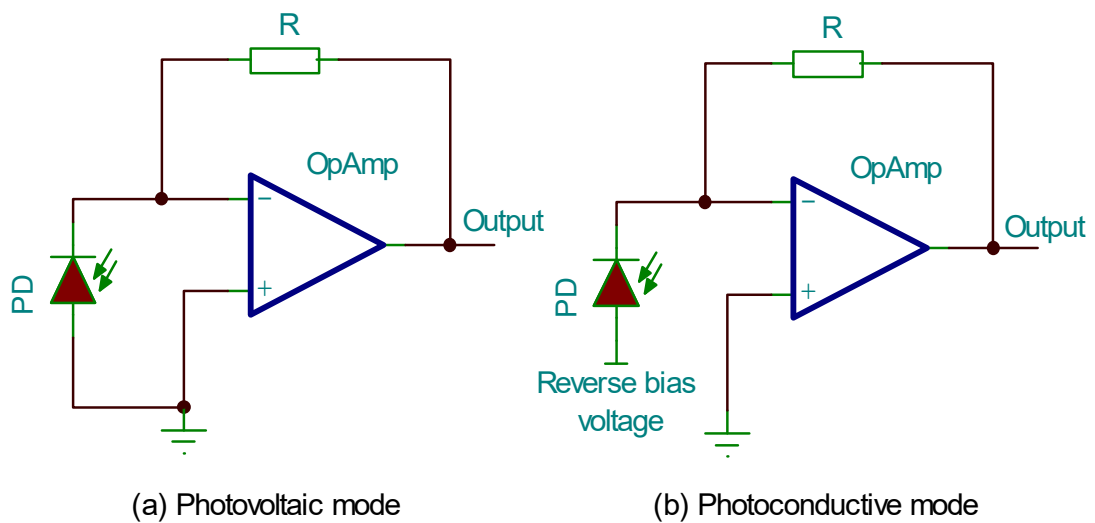 R
OpAmp
−
Output
+
PD
(a) Photovoltaic mode
R
OpAmp
−
Output
+
PD
Reverse bias
voltage
(b) Photoconductive mode